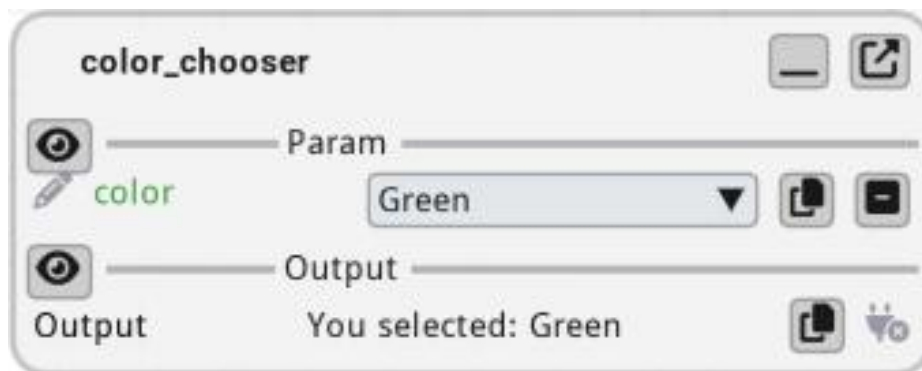 color_chooser
Param
color Green
Output
Output You selected: Green